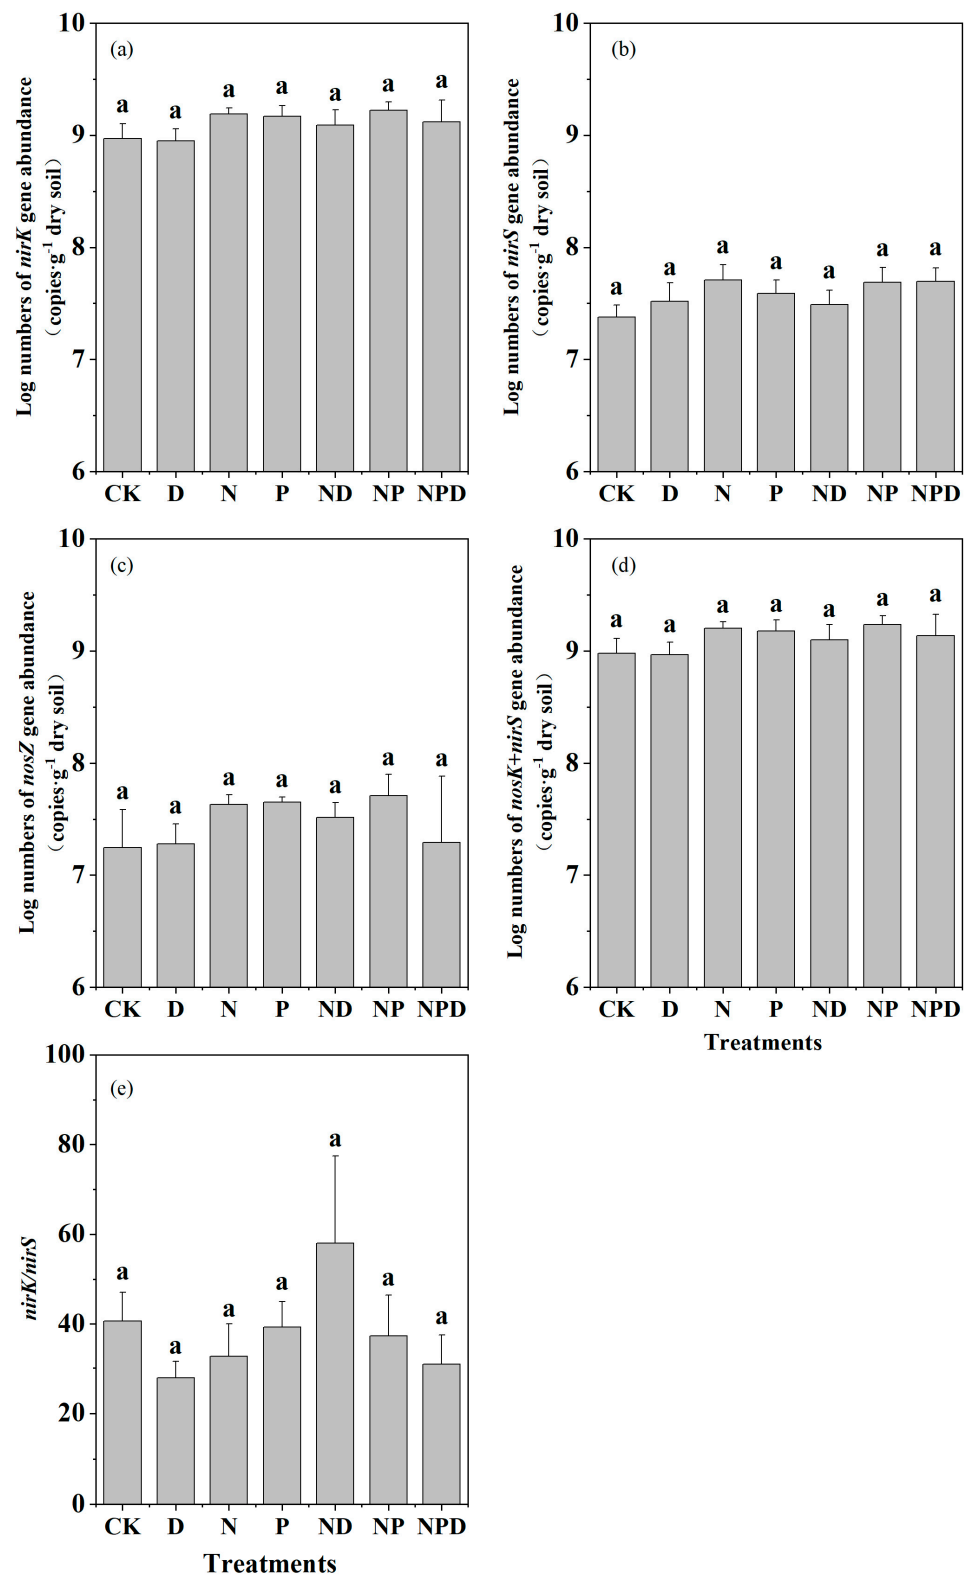 (a)
Log numbers of nirK gene abundance
（copies·g-1 dry soil）
10
9
8
7
6
a a a a a a a
CK D N P ND NP NPD
(b)
Log numbers of nirS gene abundance
（copies·g-1 dry soil）
10
9
8
7
6
a a a a a a a
CK D N P ND NP NPD
(c)
Log numbers of nosZ gene abundance
（copies·g-1 dry soil）
10
9
8
7
6
a a a a a a a
CK D N P ND NP NPD
(d)
Log numbers of nosK+nirS gene abundance
（copies·g-1 dry soil）
10
9
8
7
6
a a a a a a a
CK D N P ND NP NPD
Treatments
(e)
nirK/nirS
100
80
60
40
20
0
a a a a a a a
CK D N P ND NP NPD
Treatments